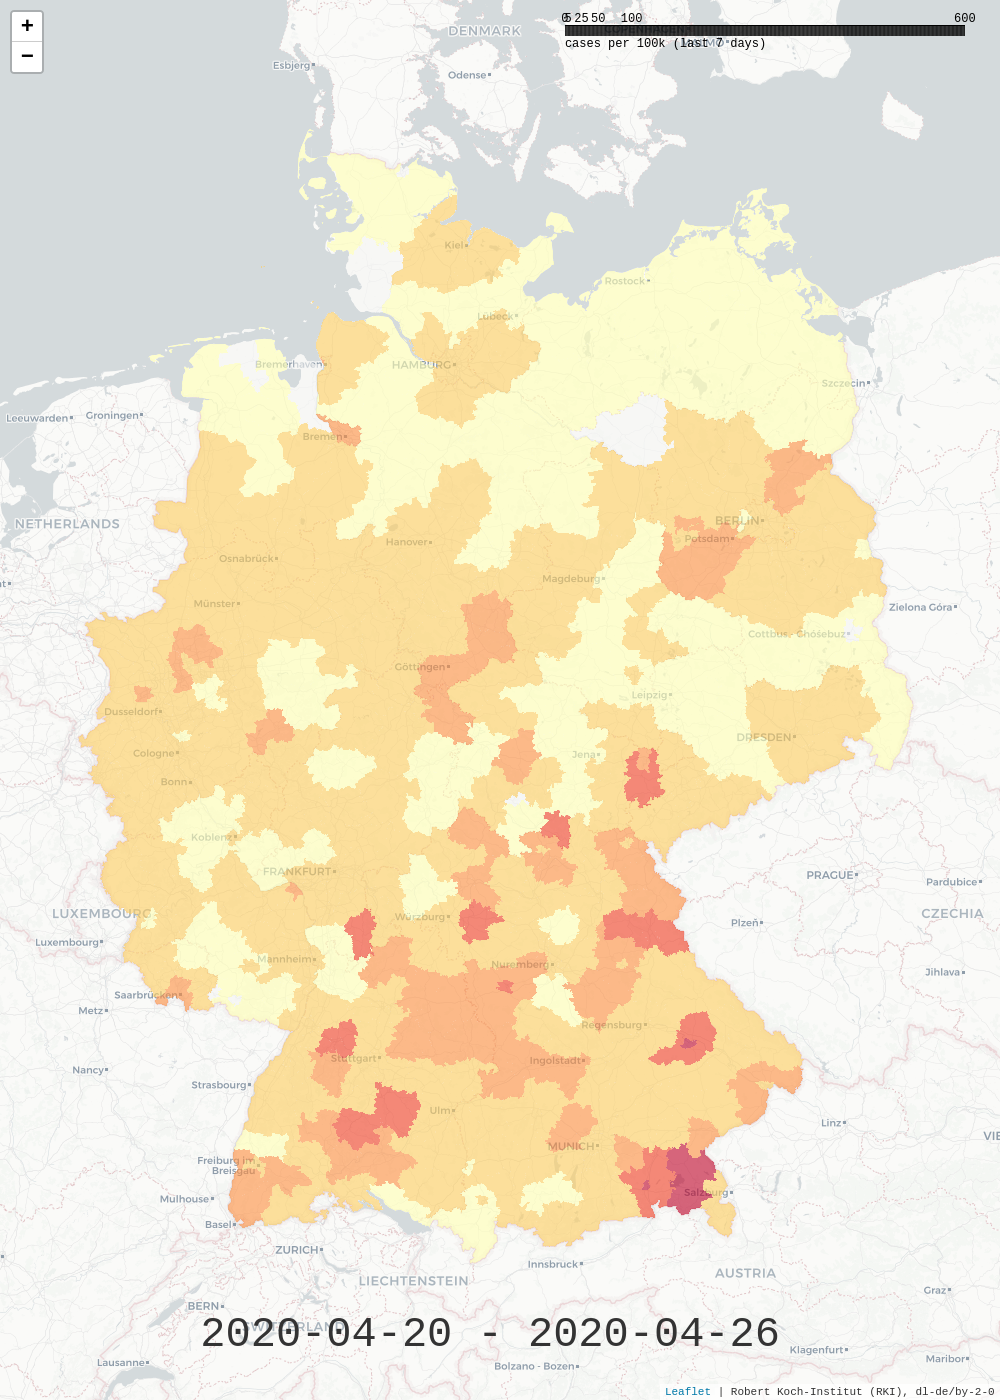 +
−
0 5 25 50 100 600
cases per 100k (last 7 days)
DENMARK
Esbjerg
Odense
Kiel
Rostock
Lübeck
Bremerhaven
HAMBURG
Szczecin
Leeuwarden
Groningen
Bremen
NETHERLANDS
BERLIN
Potsdam
Hanover
Osnabrück
Magdeburg
Münster
Zielona Góra
Cottbus - Chóśebuz
Göttingen
Leipzig
Dusseldorf
DRESDEN
Cologne
Jena
Bonn
Koblenz
FRANKFURT
PRAGUE
Pardubice
LUXEMBOURG
Würzburg
Plzeň
CZECHIA
Luxembourg
Mannheim
Nuremberg
Jihlava
Saarbrücken
Metz
Regensburg
Stuttgart
Ingolstadt
Nancy
Strasbourg
Ulm
Linz
VIE
MUNICH
Freiburg im
Breisgau
Mulhouse
Salzburg
Basel
ZURICH
Innsbruck
LIECHTENSTEIN
AUSTRIA
Graz
BERN
SWITZERLAND
2020-04-20 - 2020-04-26
Klagenfurt
Lausanne
Bolzano - Bozen
Maribor
Leaflet | Robert Koch-Institut (RKI), dl-de/by-2-0